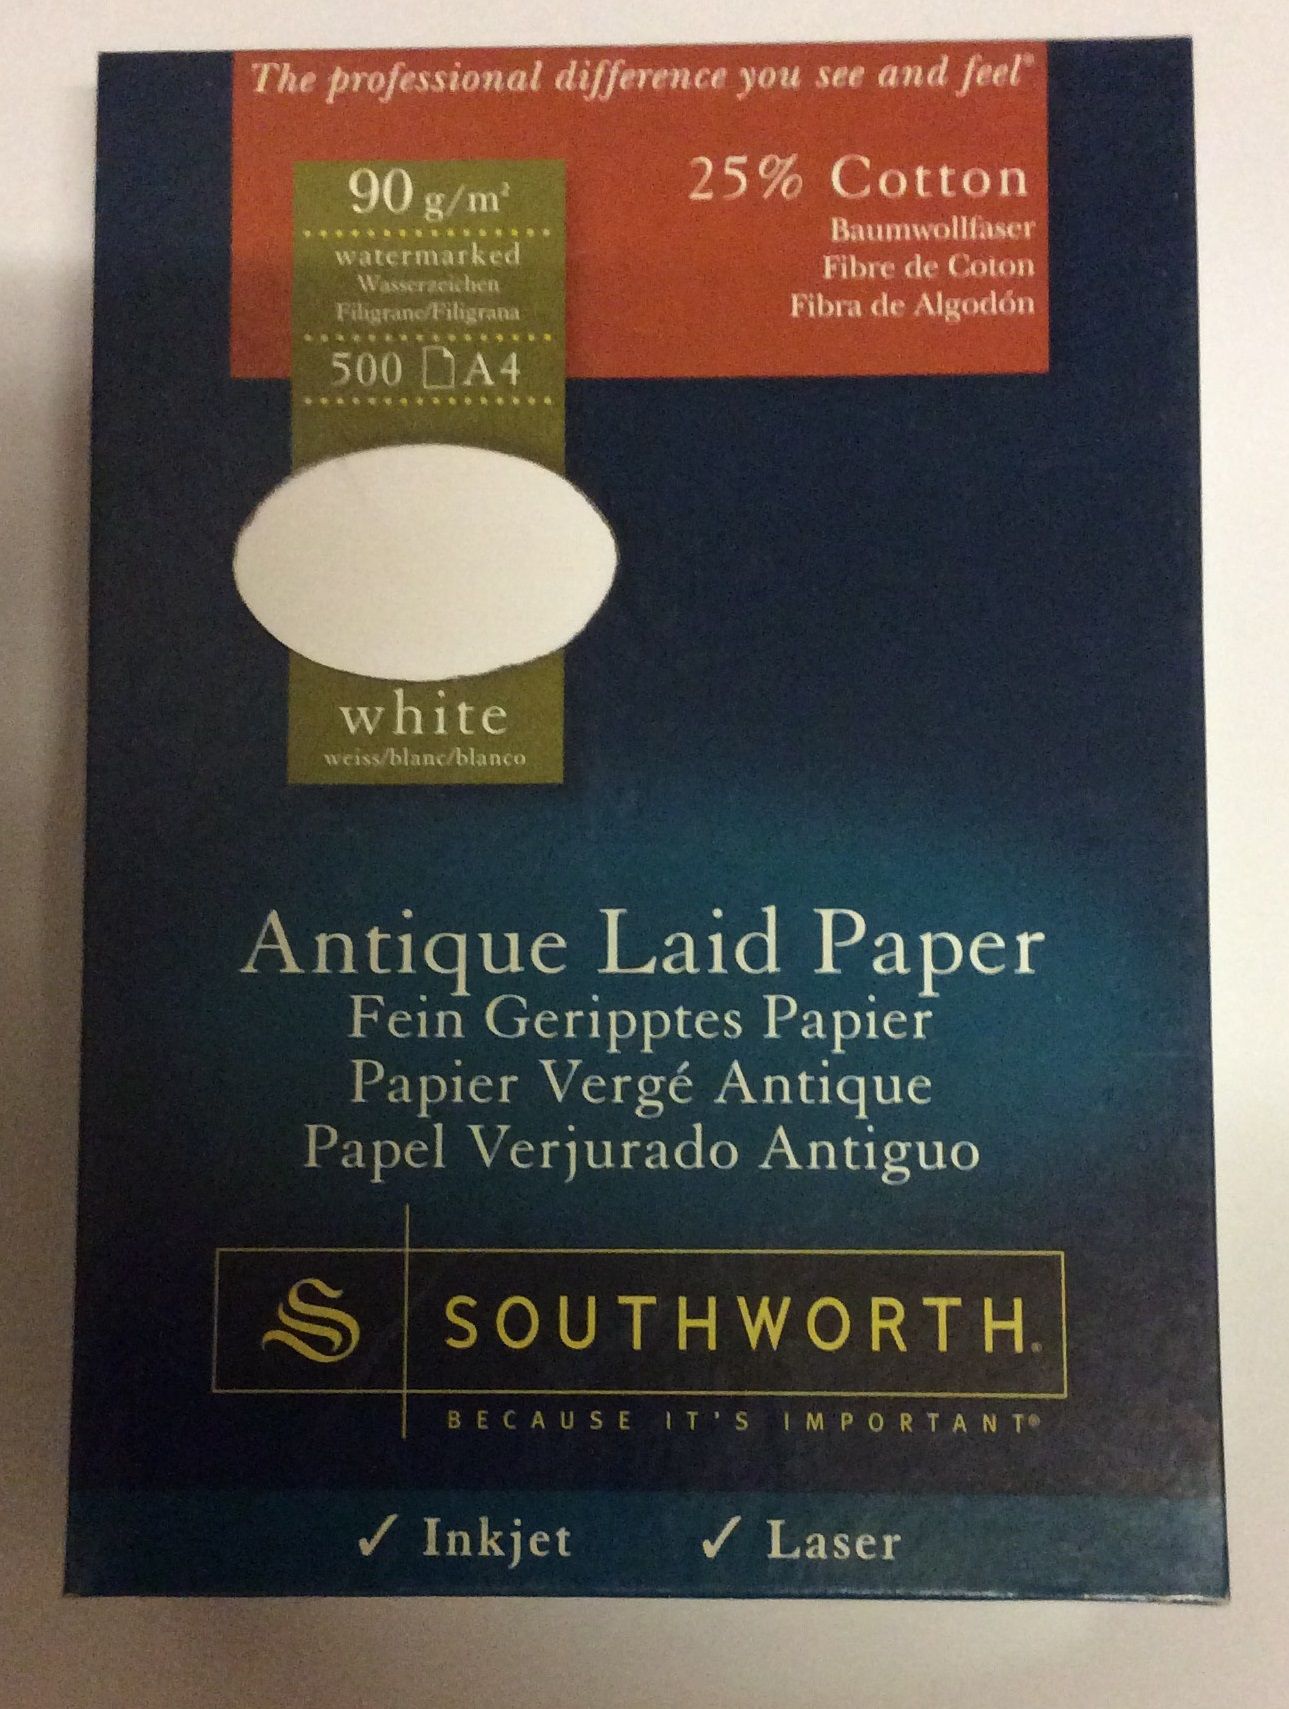 The professional difference you see and feel®
90 g/m²
watermarked
Wasserzeichen
Filigrane/Filigrana
500 A4
25% Cotton
Baumwollfaser
Fibre de Coton
Fibra de Algodón
white
weiss/blanc/blanco
Antique Laid Paper
Fein Geripptes Papier
Papier Vergé Antique
Papel Verjurado Antiguo
S SOUTHWORTH®
BECAUSE IT'S IMPORTANT®
✓ Inkjet ✓ Laser